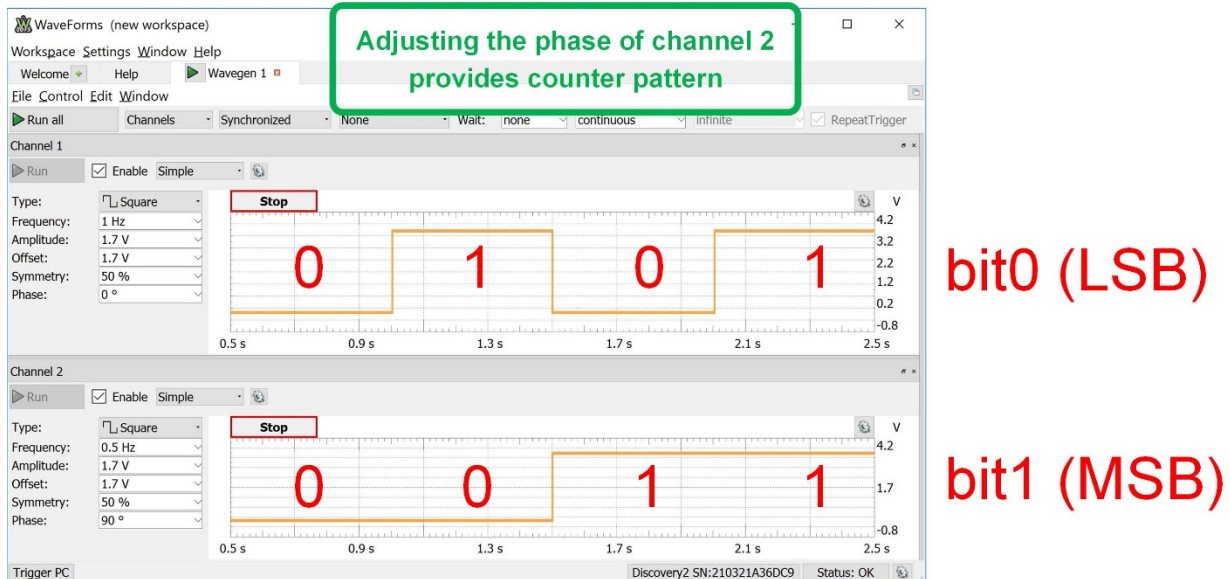 WaveForms (new workspace)
Adjusting the phase of channel 2
provides counter pattern
Workspace Settings Window Help
Welcome Help Wavegen 1
File Control Edit Window
Run all Channels Synchronized None Wait: none continuous Infinite RepeatTrigger
Channel 1
Run Enable Simple
Type: Square Stop V
Frequency: 1 Hz
Amplitude: 1.7 V
Offset: 1.7 V
Symmetry: 50 %
Phase: 0 °
4.2
3.2
2.2
1.2
0.2
-0.8
0 1 0 1
bit0 (LSB)
0.5 s 0.9 s 1.3 s 1.7 s 2.1 s 2.5 s
Channel 2
Run Enable Simple
Type: Square Stop V
Frequency: 0.5 Hz
Amplitude: 1.7 V
Offset: 1.7 V
Symmetry: 50 %
Phase: 90 °
4.2
1.7
-0.8
0 0 1 1
bit1 (MSB)
0.5 s 0.9 s 1.3 s 1.7 s 2.1 s 2.5 s
Trigger PC Discovery2 SN:210321A36DC9 Status: OK